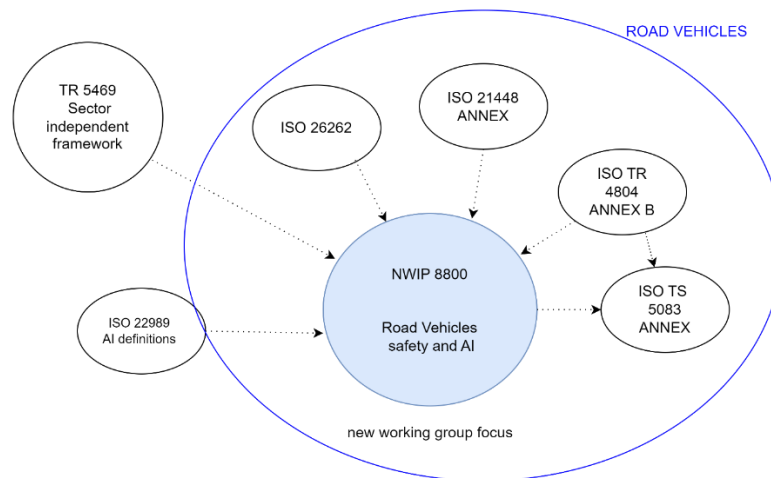 ROAD VEHICLES
TR 5469
Sector
independent
framework
ISO 26262
ISO 21448
ANNEX
ISO TR
4804
ANNEX B
NWIP 8800
Road Vehicles
safety and AI
ISO TS
5083
ANNEX
ISO 22989
AI definitions
new working group focus